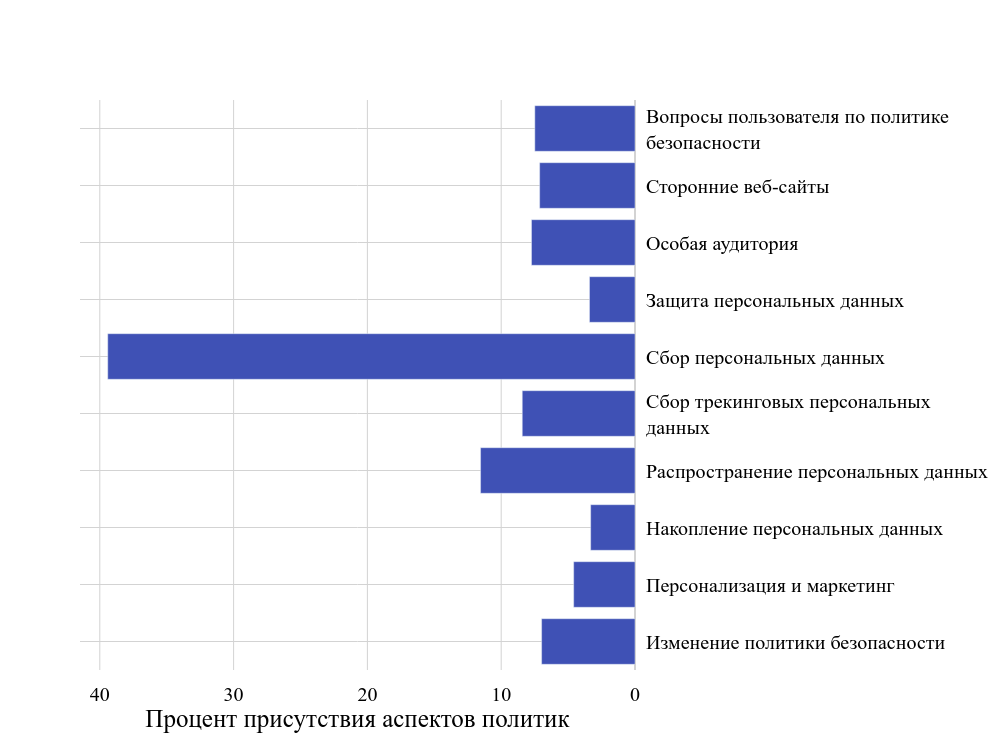 Вопросы пользователя по политике
безопасности
Сторонние веб-сайты
Особая аудитория
Защита персональных данных
Сбор персональных данных
Сбор трекинговых персональных
данных
Распространение персональных данных
Накопление персональных данных
Персонализация и маркетинг
Изменение политики безопасности
40 30 20 10 0
Процент присутствия аспектов политик